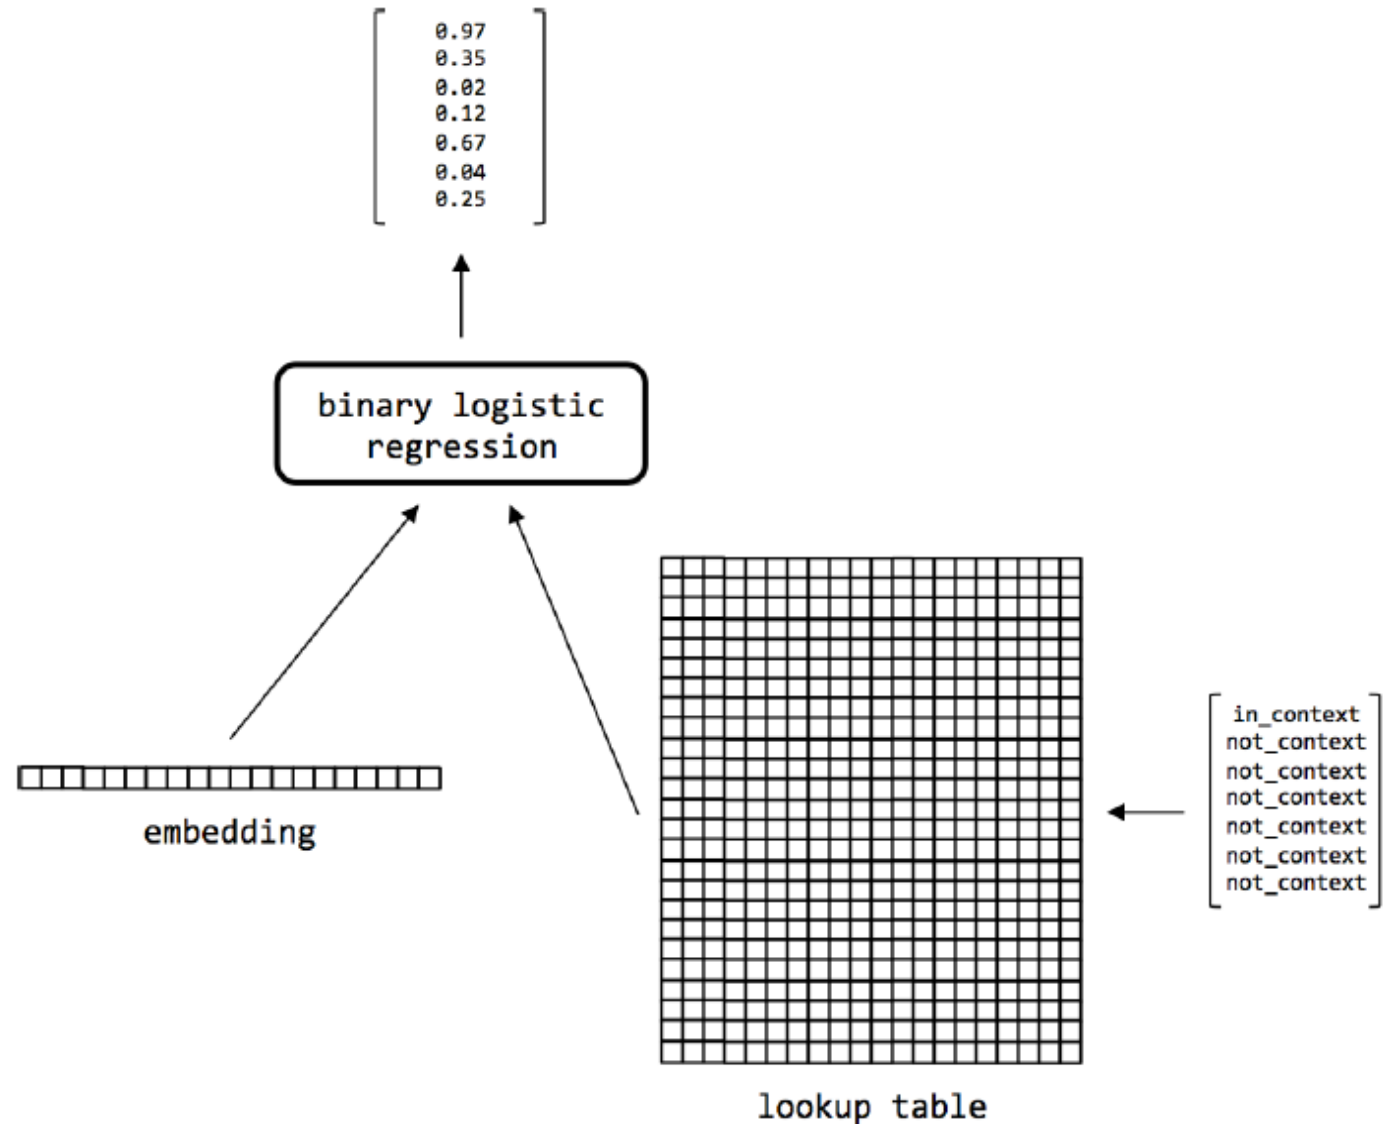 0.97
0.35
0.02
0.12
0.67
0.04
0.25
binary logistic
regression
embedding
in_context
not_context
not_context
not_context
not_context
not_context
not_context
lookup table